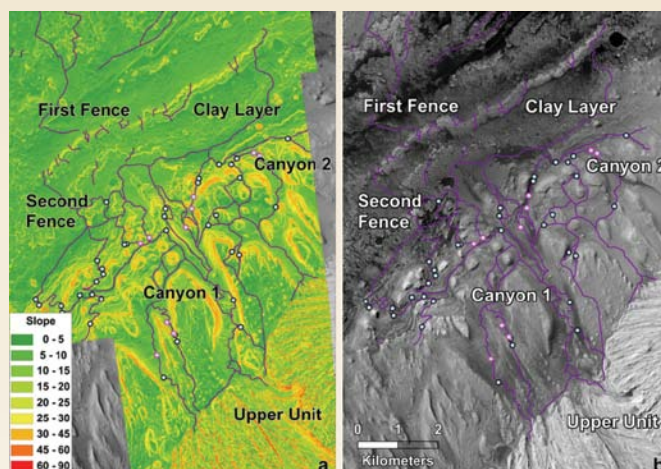 First Fence
Clay Layer
Canyon 2
Second
Fence
Canyon 1
Upper Unit
Slope
0 - 5
5 - 10
10 - 15
15 - 20
20 - 25
25 - 30
30 - 45
45 - 60
60 - 90
a
First Fence
Clay Layer
Canyon 2
Second
Fence
Canyon 1
Upper Unit
0 1 2
Kilometers
b